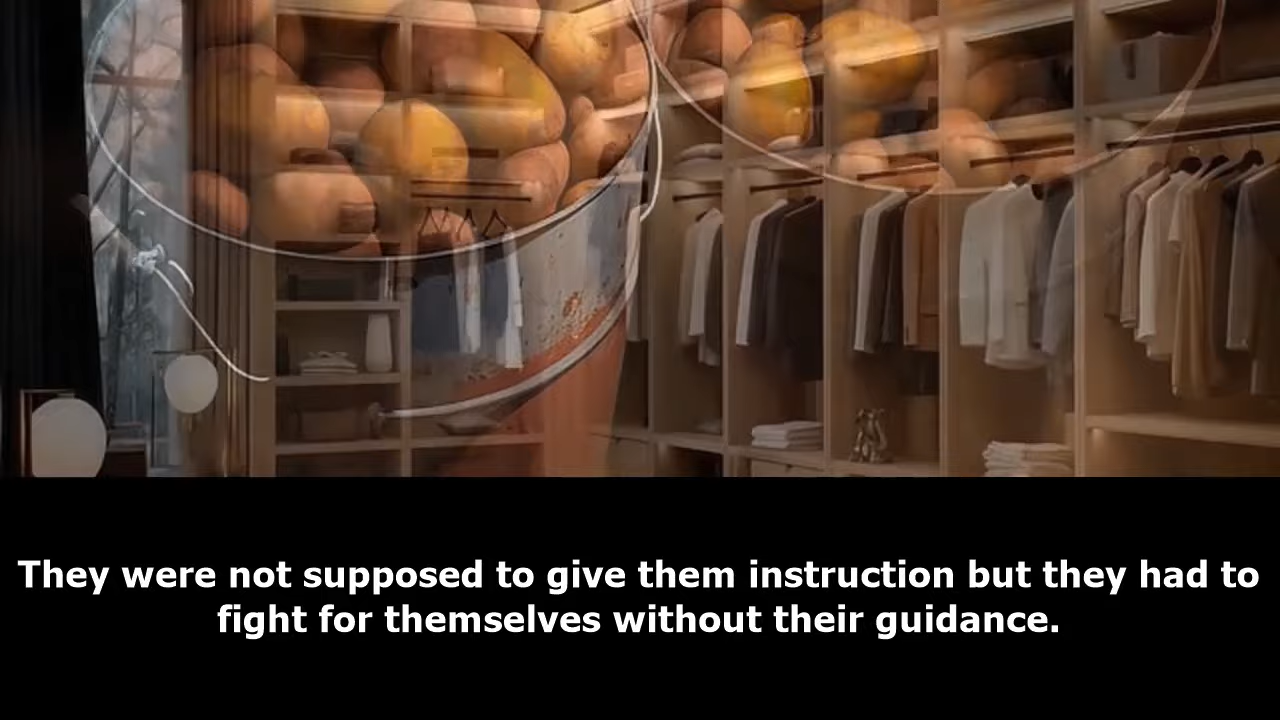 They were not supposed to give them instruction but they had to
fight for themselves without their guidance.